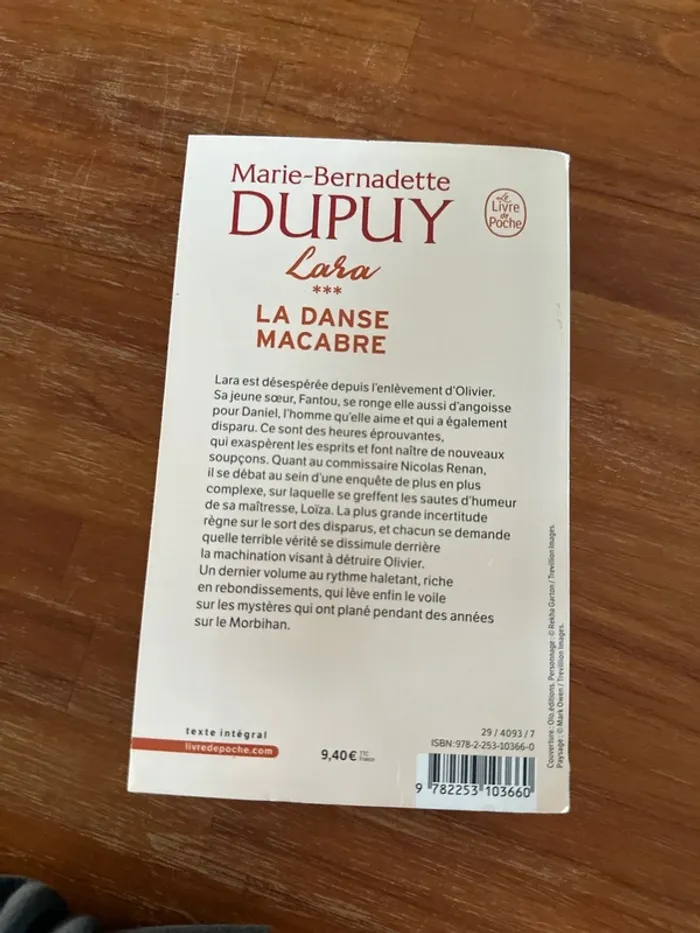 Marie-Bernadette
DUPUY
Le
Livre
de
Poche
Lara
***
LA DANSE
MACABRE
Lara est désespérée depuis l'enlèvement d'Olivier.
Sa jeune sœur, Fantou, se ronge elle aussi d'angoisse
pour Daniel, l'homme qu'elle aime et qui a également
disparu. Ce sont des heures éprouvantes,
qui exaspèrent les esprits et font naître de nouveaux
soupçons. Quant au commissaire Nicolas Renan,
il se débat au sein d'une enquête de plus en plus
complexe, sur laquelle se greffent les sautes d'humeur
de sa maîtresse, Loïza. La plus grande incertitude
règne sur le sort des disparus, et chacun se demande
quelle terrible vérité se dissimule derrière
la machination visant à détruire Olivier.
Un dernier volume au rythme haletant, riche
en rebondissements, qui lève enfin le voile
sur les mystères qui ont plané pendant des années
sur le Morbihan.
Couverture : Olo éditions. Personnage : © Rekha Garton / Trevillion Images.
Paysage : © Mark Owen / Trevillion Images.
texte intégral
livredepoche.com
9,40 € TTC
France
29 / 4093 / 7
ISBN : 978-2-253-10366-0
9 782253 103660